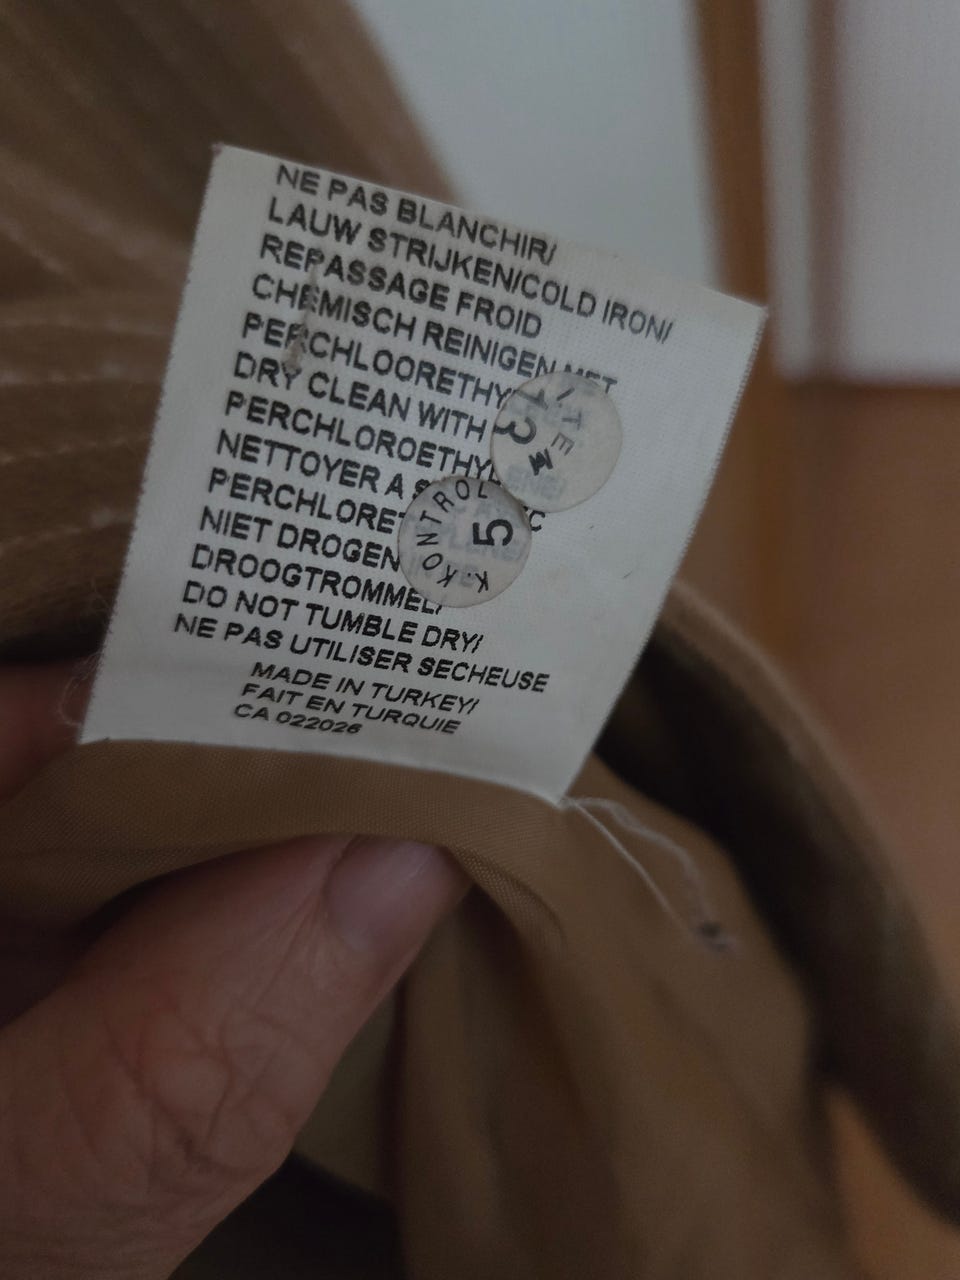 NE PAS BLANCHIR/
LAUW STRIJKEN/COLD IRON/
REPASSAGE FROID
CHEMISCH REINIGEN MET
PERCHLOORETHY
DRY CLEAN WITH
PERCHLOROETHYL
NETTOYER A S
PERCHLORET
NIET DROGEN
DROOGTROMMEL/
DO NOT TUMBLE DRY/
NE PAS UTILISER SECHEUSE
MADE IN TURKEY/
FAIT EN TURQUIE
CA 022026
İTEM
13
K.KONTROL
5